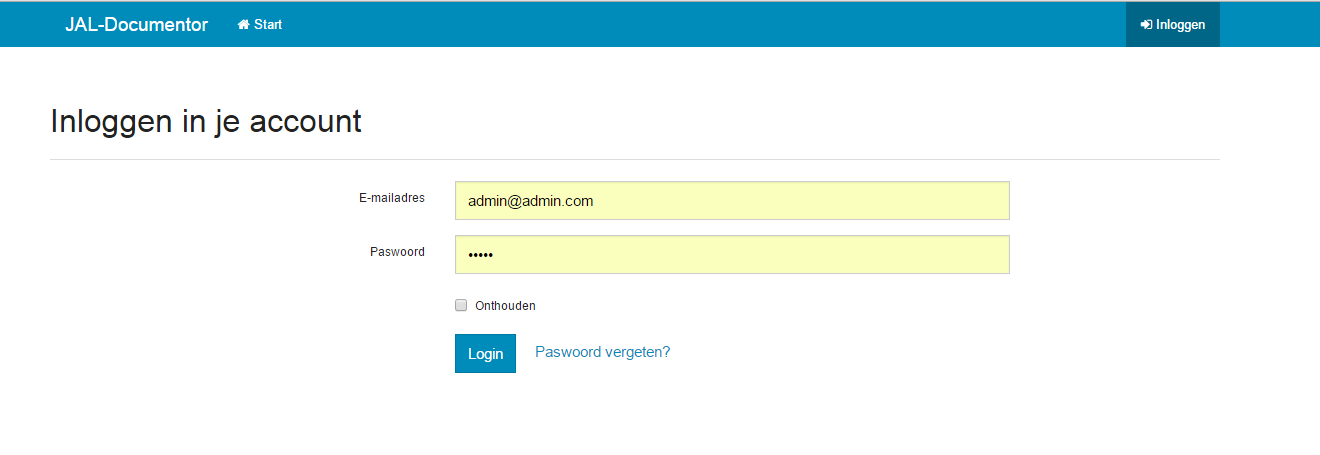 JAL-Documentor Start Inloggen
Inloggen in je account
E-mailadres admin@admin.com
Paswoord •••••
Onthouden
Login Paswoord vergeten?